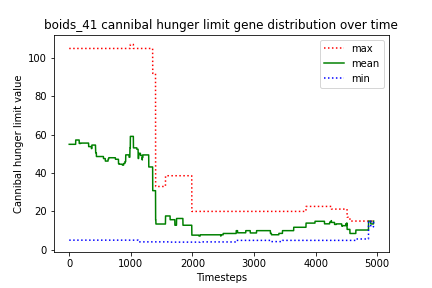 boids_41 cannibal hunger limit gene distribution over time
max
mean
min
Cannibal hunger limit value
100
80
60
40
20
0
0
1000
2000
3000
4000
5000
Timesteps